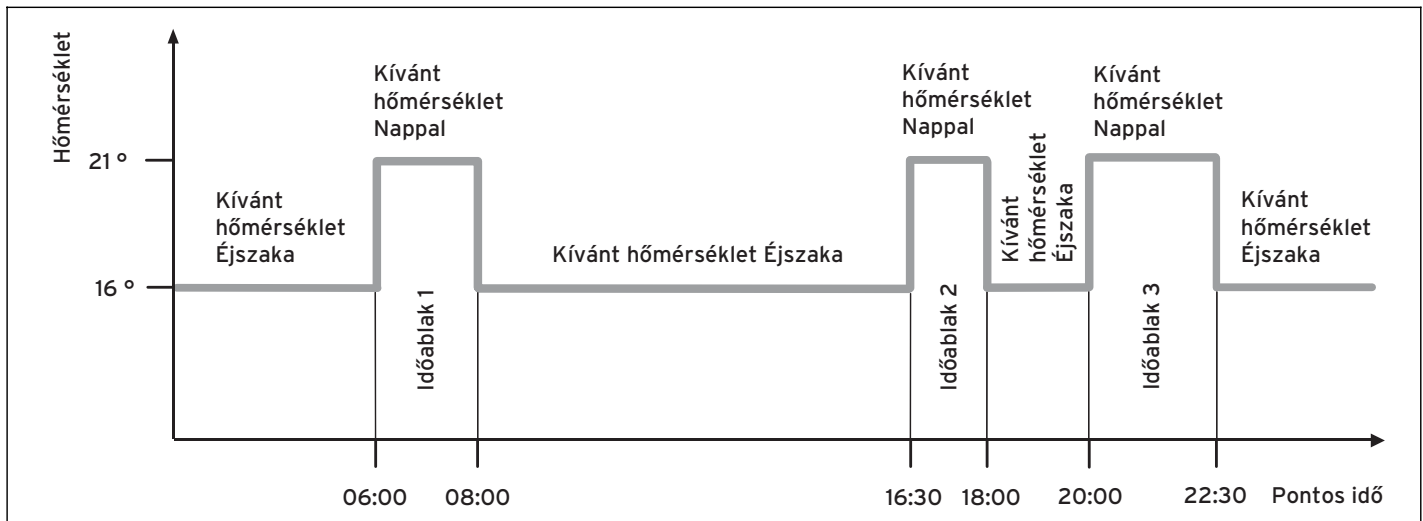 Hőmérséklet
Kívánt
hőmérséklet
Nappal
Kívánt
hőmérséklet
Nappal
Kívánt
hőmérséklet
Nappal
21 °
Kívánt
hőmérséklet
Éjszaka
Kívánt hőmérséklet Éjszaka
Kívánt
hőmérséklet
Éjszaka
Kívánt
hőmérséklet
Éjszaka
16 °
Időablak 1
Időablak 2
Időablak 3
06:00 08:00 16:30 18:00 20:00 22:30 Pontos idő